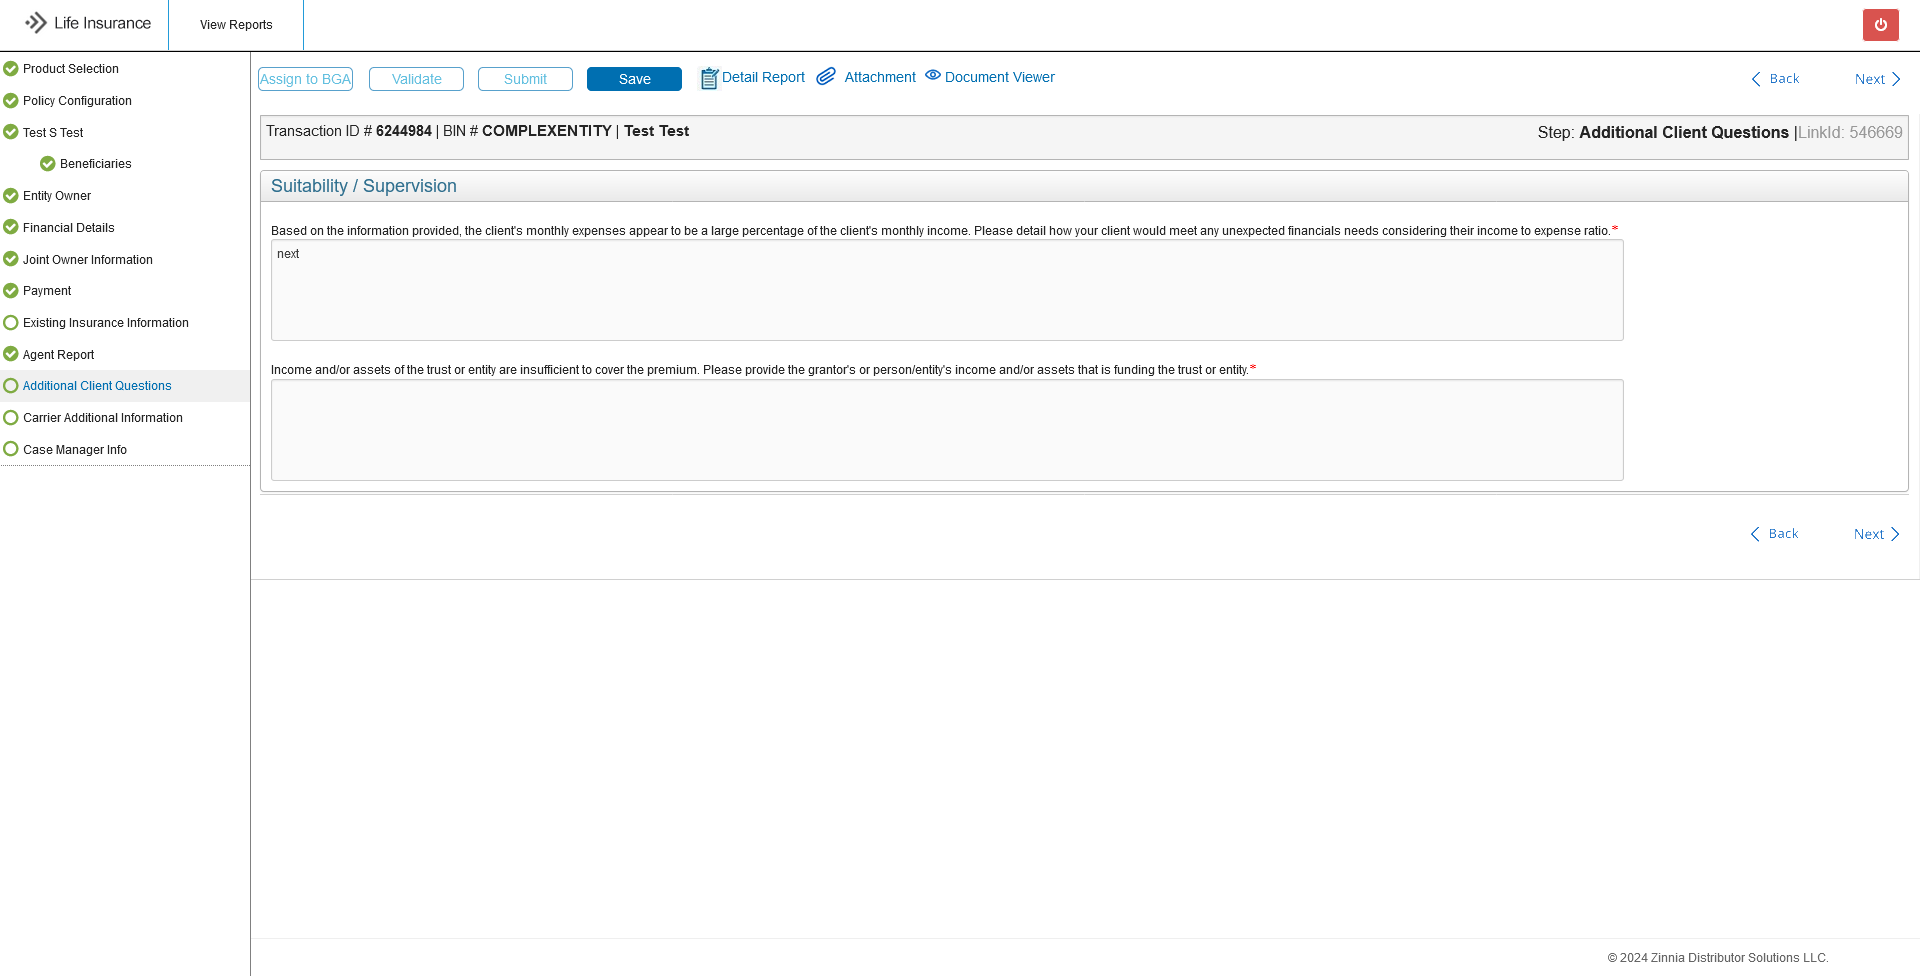 Life Insurance
View Reports
Product Selection
Policy Configuration
Test S Test
Beneficiaries
Entity Owner
Financial Details
Joint Owner Information
Payment
Existing Insurance Information
Agent Report
Additional Client Questions
Carrier Additional Information
Case Manager Info
Assign to BGA Validate Submit Save Detail Report Attachment Document Viewer Back Next
Transaction ID # 6244984 | BIN # COMPLEXENTITY | Test Test
Step: Additional Client Questions |LinkId: 546669
Suitability / Supervision
Based on the information provided, the client's monthly expenses appear to be a large percentage of the client's monthly income. Please detail how your client would meet any unexpected financials needs considering their income to expense ratio.*
next
Income and/or assets of the trust or entity are insufficient to cover the premium. Please provide the grantor's or person/entity's income and/or assets that is funding the trust or entity.*
Back Next
© 2024 Zinnia Distributor Solutions LLC.